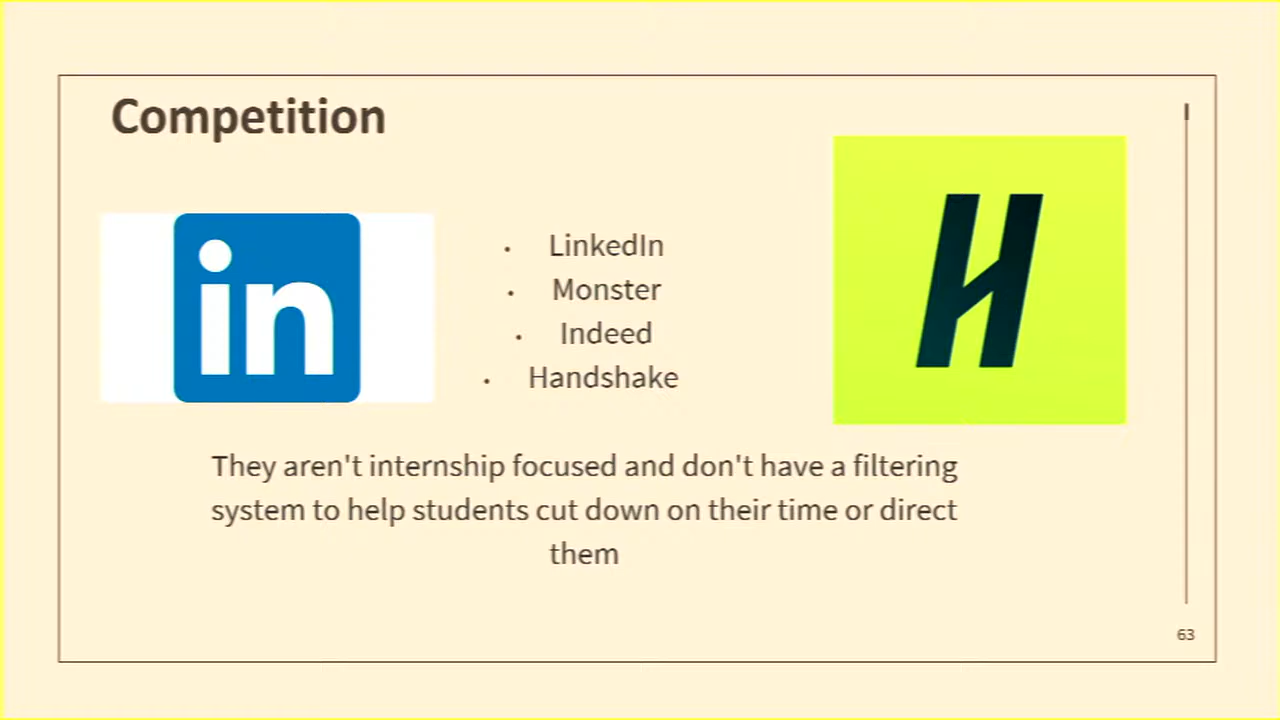 Competition
in
• LinkedIn
• Monster
• Indeed
• Handshake
H
They aren't internship focused and don't have a filtering
system to help students cut down on their time or direct
them
63